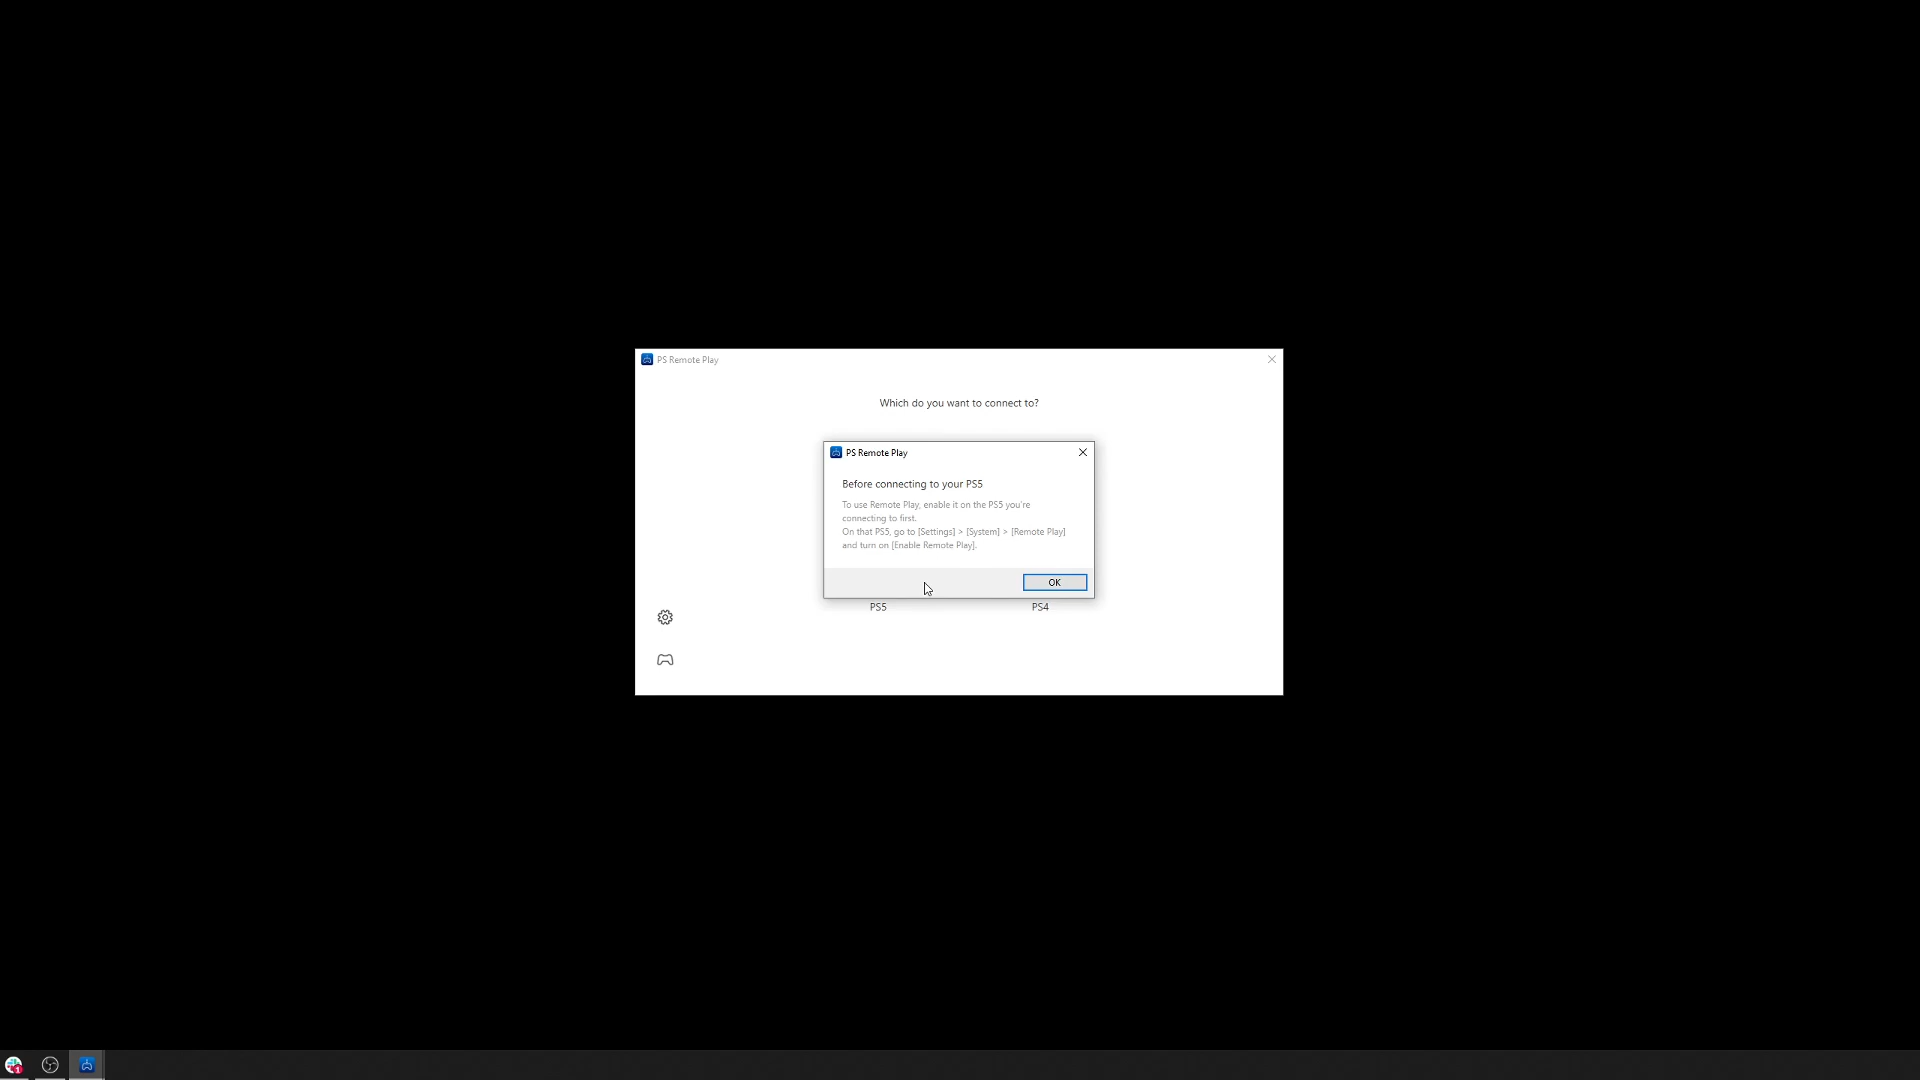 PS Remote Play
Which do you want to connect to?
PS Remote Play
Before connecting to your PS5
To use Remote Play, enable it on the PS5 you're
connecting to first.
On that PS5, go to [Settings] > [System] > [Remote Play]
and turn on [Enable Remote Play].
OK
PS5
PS4
1